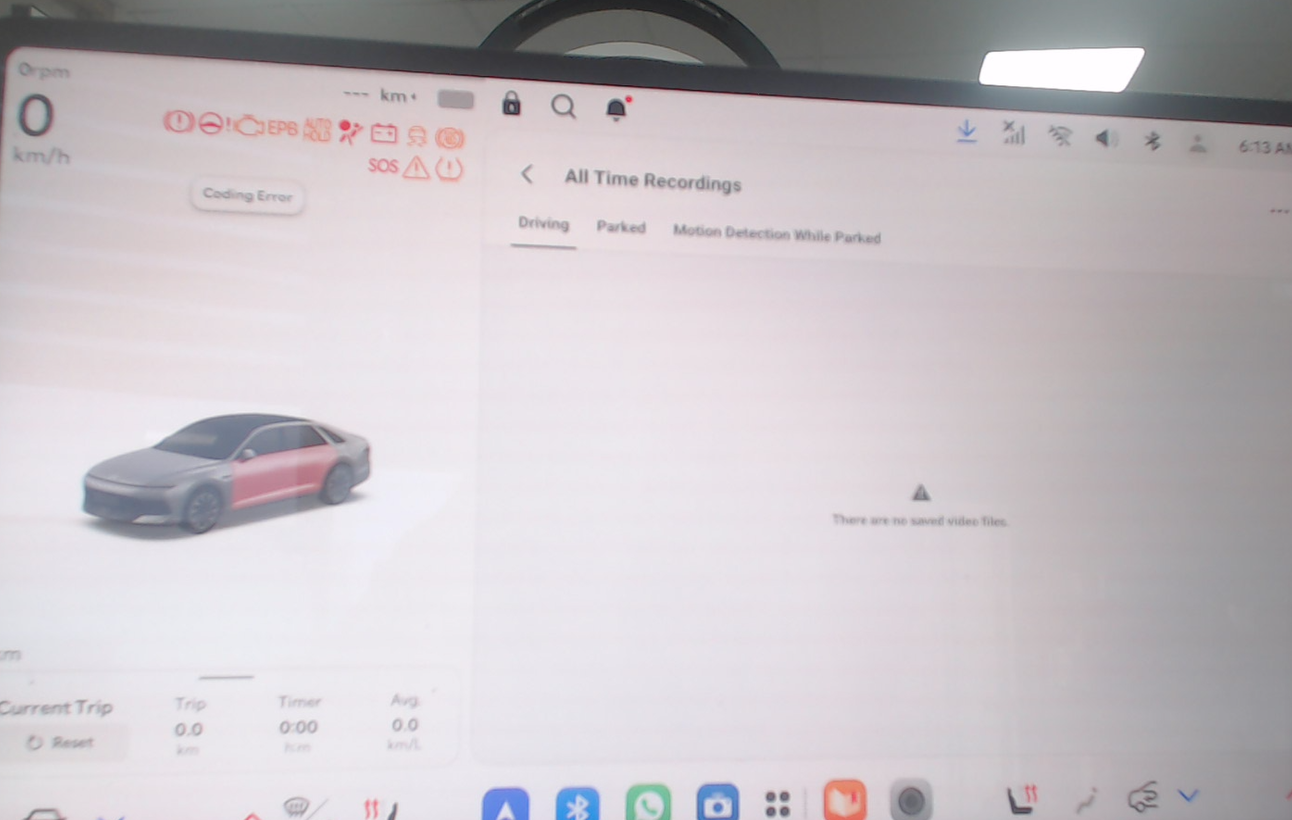 0rpm
0
km/h
--- km
EPB
AUTO HOLD
SOS
Coding Error
6:13 AM
All Time Recordings
Driving
Parked
Motion Detection While Parked
There are no saved video files.
Current Trip
Reset
Trip
0.0
km
Timer
0:00
h:m
Avg.
0.0
km/L